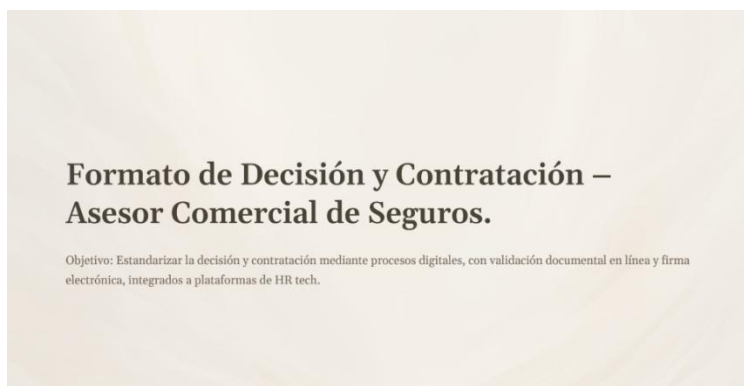 Formato de Decisión y Contratación –
Asesor Comercial de Seguros.
Objetivo: Estandarizar la decisión y contratación mediante procesos digitales, con validación documental en línea y firma
electrónica, integrados a plataformas de HR tech.